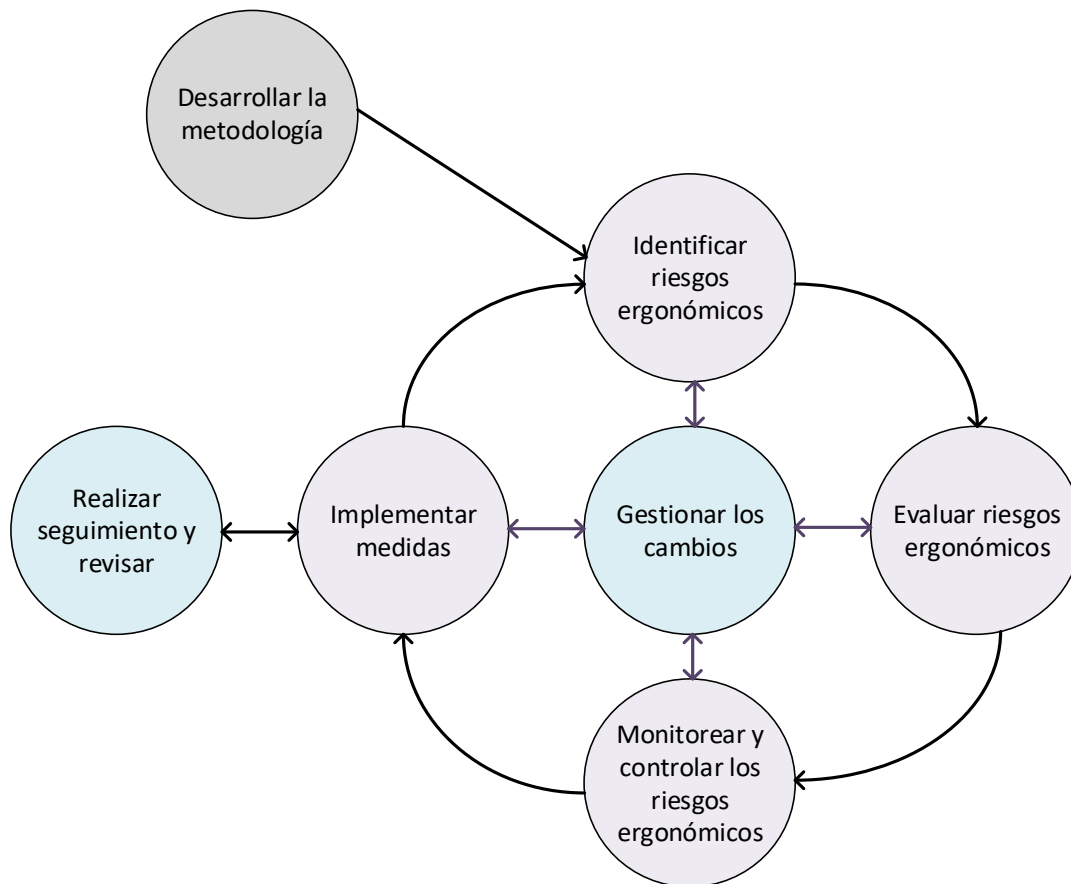 Desarrollar la
metodología
Identificar
riesgos
ergonómicos
Realizar
seguimiento y
revisar
Implementar
medidas
Gestionar los
cambios
Evaluar riesgos
ergonómicos
Monitorear y
controlar los
riesgos
ergonómicos